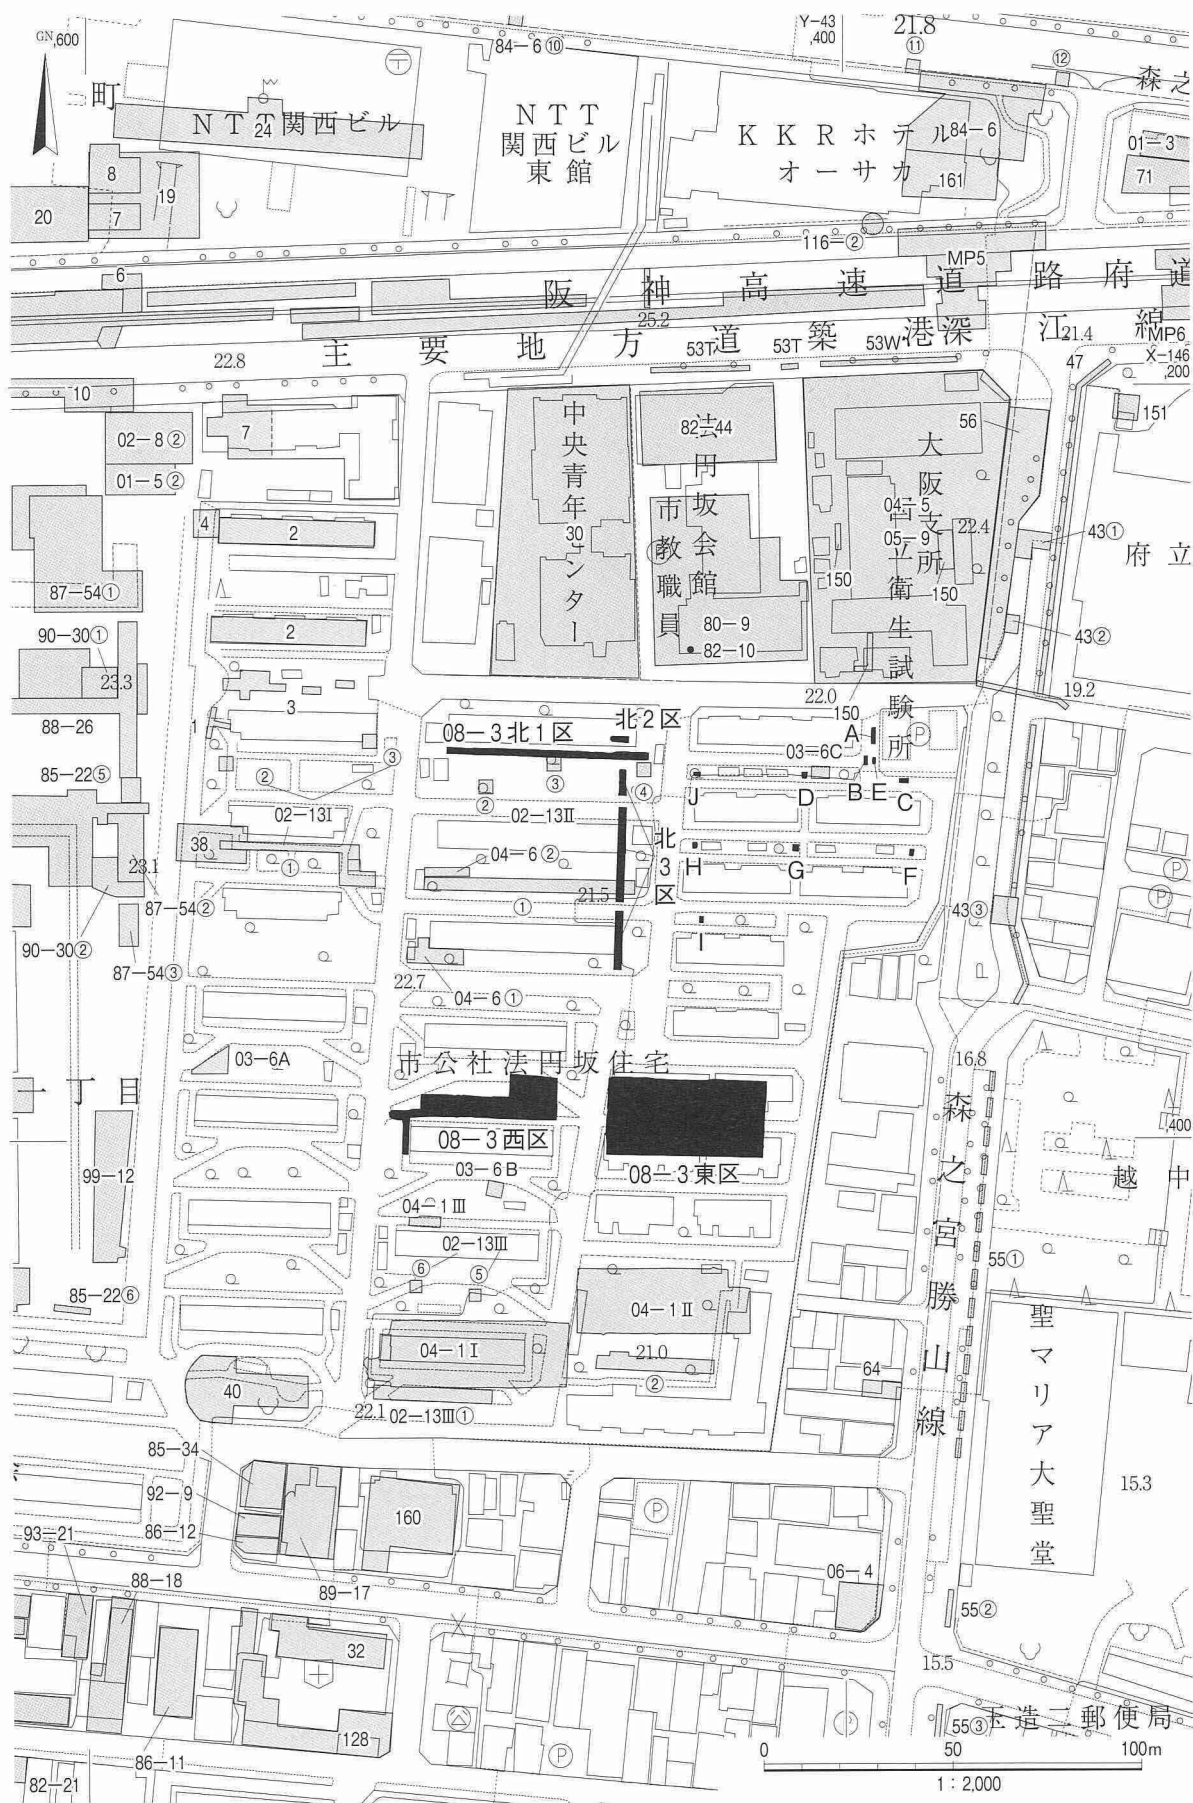 GN
,600
84-6⑩
Y-43
,400
21.8
⑪
⑫
森之
町
NTT関西ビル
24
NTT
関西ビル
東館
KKRホテル
オーサカ
84-6
161
01-3
71
8
19
20
7
116-②
MP5
6
阪神高速道路府道
25.2
主要地方道築港深江線
22.8
53T
53T
53W
21.4
MP6
X-146
,200
47
10
02-8②
01-5②
7
中央青年センター
30
82-44
法円坂会館
市教職員
大阪支所
国立衛生試験所
56
151
04-5
05-9
22.4
4
2
43①
府立
87-54①
150
150
80-9
82-10
43②
2
90-30①
23.3
88-26
3
1
22.0
150
19.2
08-3北1区
北2区
A
03-6C
P
85-22⑤
②
③
③
②
④
J
D
B
E
C
02-13Ⅰ
02-13Ⅱ
38
04-6②
北3区
H
G
F
①
23.1
87-54②
21.5
①
43③
P
P
90-30②
87-54③
I
22.7
04-6①
03-6A
市公社法円坂住宅
16.8
一丁目
08-3西区
08-3東区
森之宮勝山線
,400
越中
99-12
03-6B
04-1Ⅲ
02-13Ⅲ
⑥
⑤
55①
85-22⑥
04-1Ⅱ
04-1Ⅰ
21.0
②
64
聖マリア大聖堂
40
22.1
02-13Ⅲ①
85-34
92-9
86-12
160
P
15.3
93-21
88-18
89-17
06-4
55②
32
15.5
128
86-11
P
55③
玉造二郵便局
82-21
0
50
100m
1:2,000